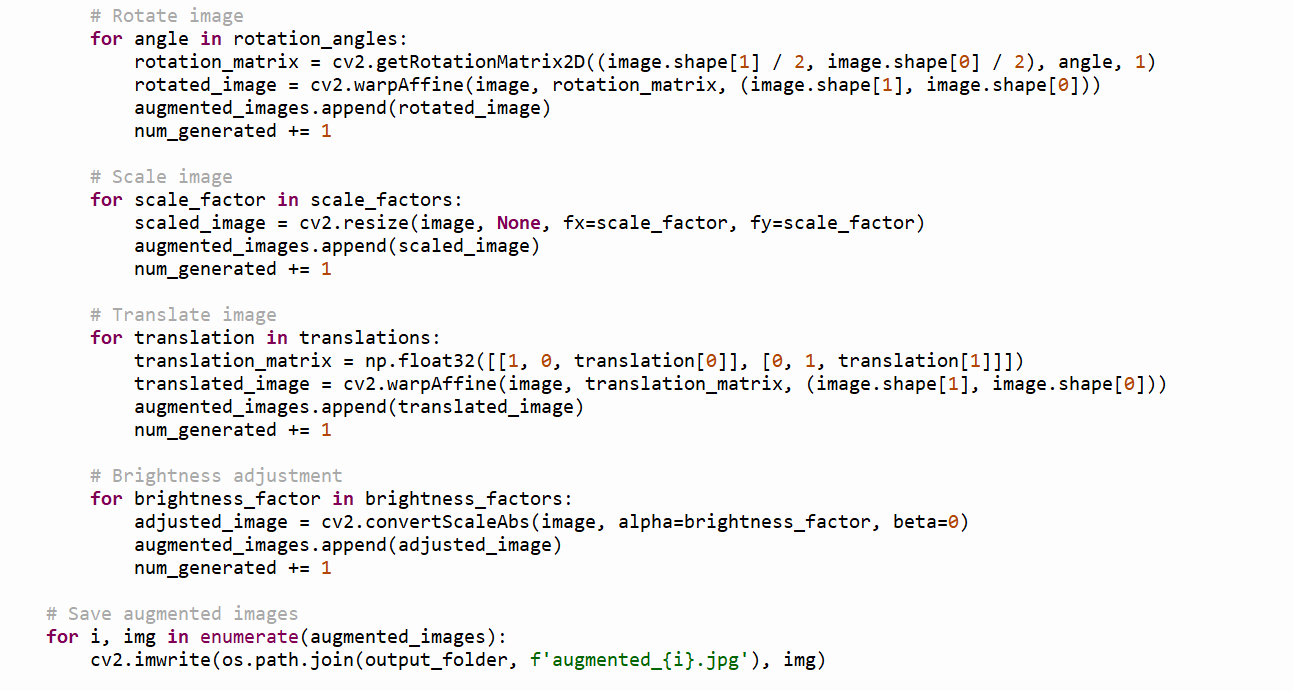 # Rotate image
for angle in rotation_angles:
rotation_matrix = cv2.getRotationMatrix2D((image.shape[1] / 2, image.shape[0] / 2), angle, 1)
rotated_image = cv2.warpAffine(image, rotation_matrix, (image.shape[1], image.shape[0]))
augmented_images.append(rotated_image)
num_generated += 1
# Scale image
for scale_factor in scale_factors:
scaled_image = cv2.resize(image, None, fx=scale_factor, fy=scale_factor)
augmented_images.append(scaled_image)
num_generated += 1
# Translate image
for translation in translations:
translation_matrix = np.float32([[1, 0, translation[0]], [0, 1, translation[1]]])
translated_image = cv2.warpAffine(image, translation_matrix, (image.shape[1], image.shape[0]))
augmented_images.append(translated_image)
num_generated += 1
# Brightness adjustment
for brightness_factor in brightness_factors:
adjusted_image = cv2.convertScaleAbs(image, alpha=brightness_factor, beta=0)
augmented_images.append(adjusted_image)
num_generated += 1
# Save augmented images
for i, img in enumerate(augmented_images):
cv2.imwrite(os.path.join(output_folder, f'augmented_{i}.jpg'), img)